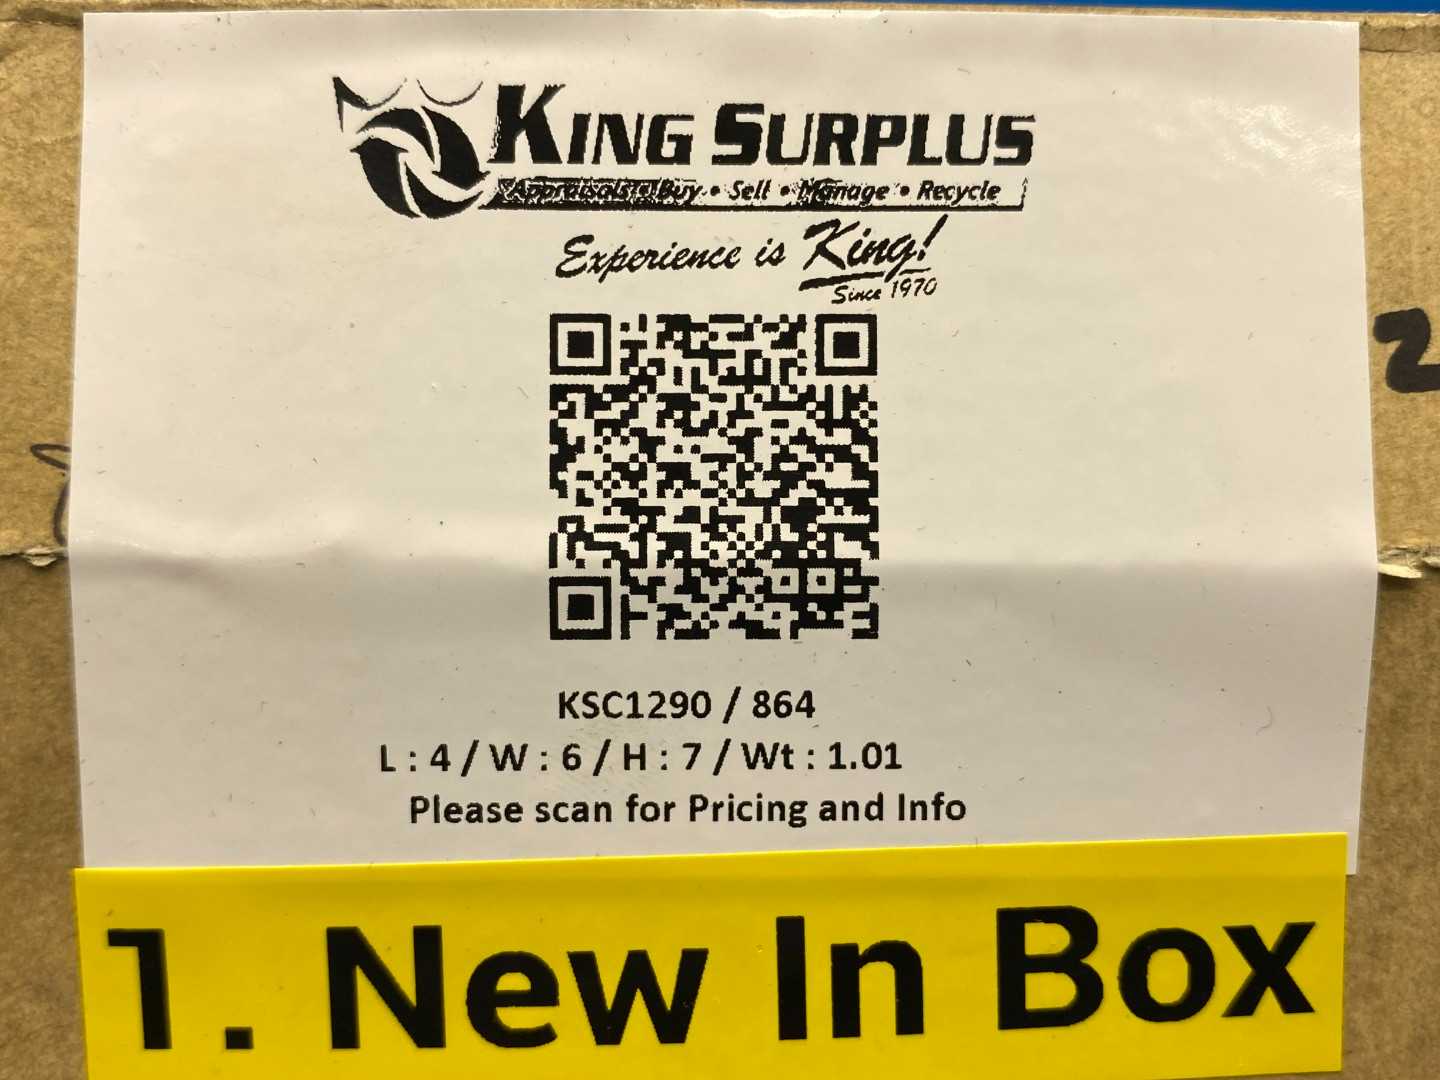 KING SURPLUS
Appraisals • Buy • Sell • Manage • Recycle
Experience is King!
Since 1970
KSC1290 / 864
L : 4 / W : 6 / H : 7 / Wt : 1.01
Please scan for Pricing and Info
1. New In Box
2